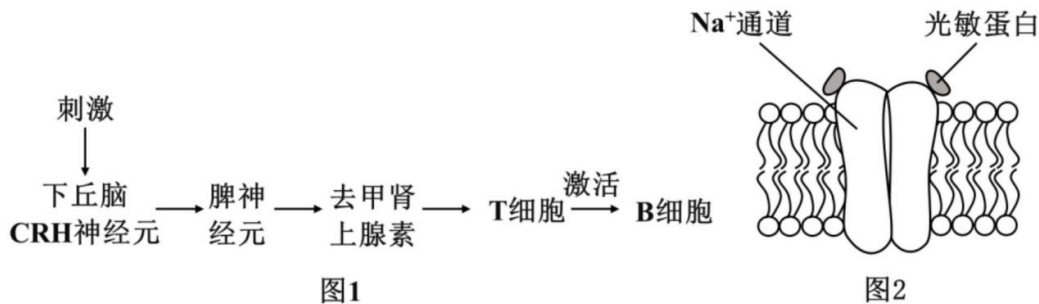 Na⁺通道
光敏蛋白
刺激
下丘脑
CRH神经元
脾神
经元
去甲肾
上腺素
T细胞
激活
B细胞
图1
图2